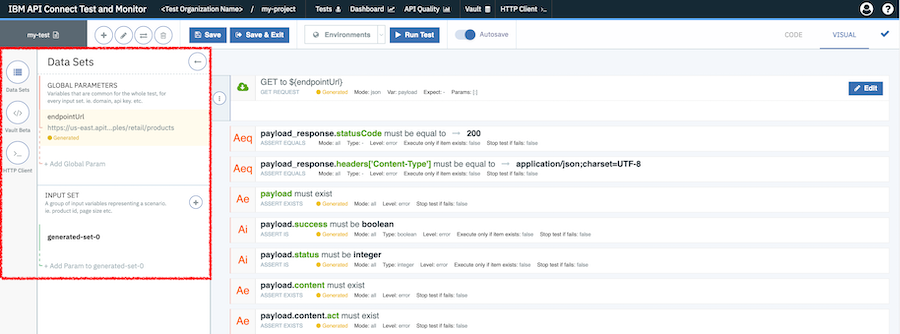 IBM API Connect Test and Monitor <Test Organization Name> / my-project Tests Dashboard API Quality Vault HTTP Client
my-test Save Save & Exit Environments Run Test Autosave CODE VISUAL
Data Sets
Vault Beta
HTTP Client
Data Sets
GLOBAL PARAMETERS
Variables that are common for the whole test, for
every input set. ie. domain, api key, etc.
endpointUrl
https://us-east.apit...ples/retail/products
Generated
+ Add Global Param
INPUT SET
A group of input variables representing a scenario.
ie. product id, page size etc.
generated-set-0
+ Add Param to generated-set-0
GET to ${endpointUrl}
GET REQUEST Generated Mode: json Var: payload Expect: - Params: [ ]
Edit
Aeq payload_response.statusCode must be equal to → 200
ASSERT EQUALS Mode: all Type: - Level: error Execute only if item exists: false Stop test if fails: false
Aeq payload_response.headers['Content-Type'] must be equal to → application/json;charset=UTF-8
ASSERT EQUALS Mode: all Type: - Level: error Execute only if item exists: false Stop test if fails: false
Ae payload must exist
ASSERT EXISTS Generated Mode: all Level: error Stop test if fails: false
Ai payload.success must be boolean
ASSERT IS Generated Mode: all Type: boolean Level: error Execute only if item exists: false Stop test if fails: false
Ai payload.status must be integer
ASSERT IS Generated Mode: all Type: integer Level: error Execute only if item exists: false Stop test if fails: false
Ae payload.content must exist
ASSERT EXISTS Generated Mode: all Level: error Stop test if fails: false
Ae payload.content.act must exist
ASSERT EXISTS Generated Mode: all Level: error Stop test if fails: false